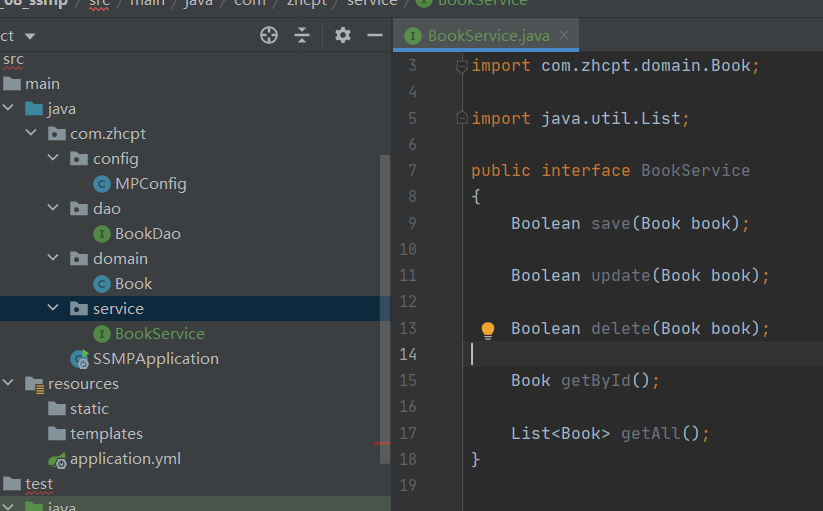 _08_ssmp / src / main / java / com / zhcpt / service / BookService
ct
src
main
java
com.zhcpt
config
MPConfig
dao
BookDao
domain
Book
service
BookService
SSMPApplication
resources
static
templates
application.yml
test
java
BookService.java
3 import com.zhcpt.domain.Book;
4
5 import java.util.List;
6
7 public interface BookService
8 {
9 Boolean save(Book book);
10
11 Boolean update(Book book);
12
13 Boolean delete(Book book);
14
15 Book getById();
16
17 List<Book> getAll();
18 }
19